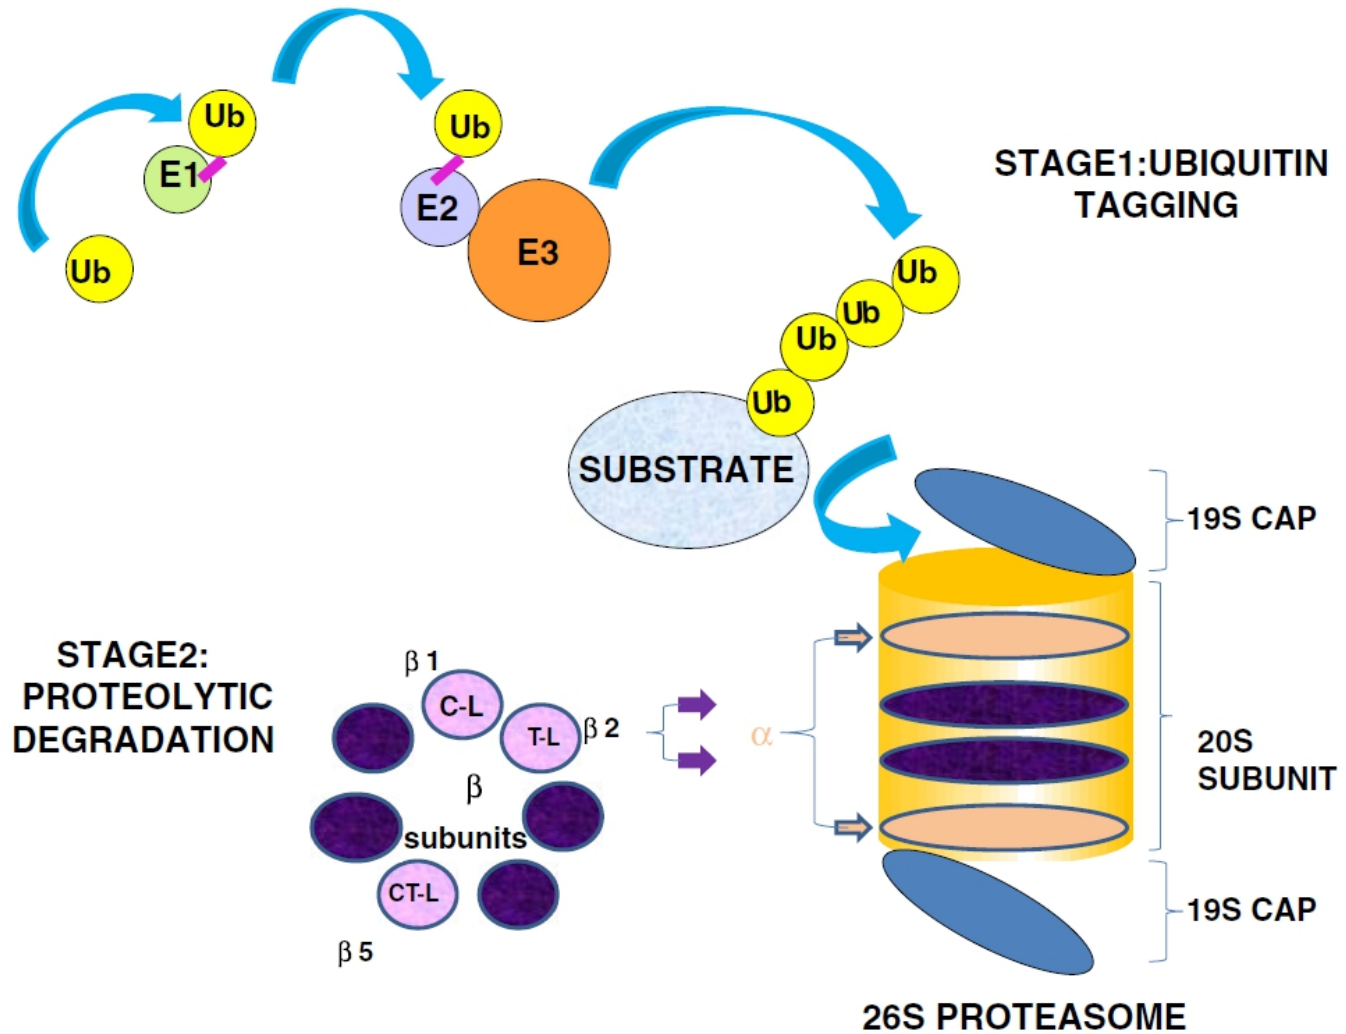 Ub
E1
Ub
Ub
E2
E3
STAGE1:UBIQUITIN
TAGGING
Ub
Ub
Ub
Ub
SUBSTRATE
19S CAP
STAGE2:
PROTEOLYTIC
DEGRADATION
β 1
C-L
T-L
β 2
β
subunits
CT-L
β 5
α
20S
SUBUNIT
19S CAP
26S PROTEASOME